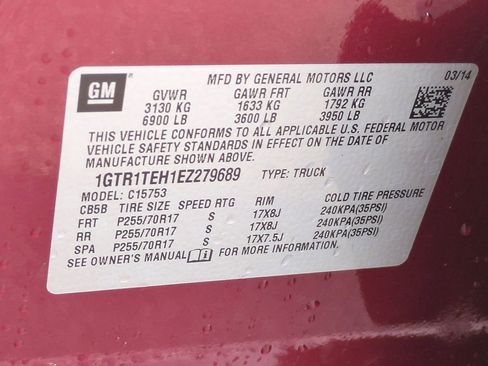 GM
MFD BY GENERAL MOTORS LLC 03/14
GVWR GAWR FRT GAWR RR
3130 KG 1633 KG 1792 KG
6900 LB 3600 LB 3950 LB
THIS VEHICLE CONFORMS TO ALL APPLICABLE U.S. FEDERAL MOTOR
VEHICLE SAFETY STANDARDS IN EFFECT ON THE DATE OF
MANUFACTURE SHOWN ABOVE.
1GTR1TEH1EZ279689 TYPE: TRUCK
MODEL: C15753
CB5B TIRE SIZE SPEED RTG RIM COLD TIRE PRESSURE
FRT P255/70R17 S 17X8J 240KPA(35PSI)
RR P255/70R17 S 17X8J 240KPA(35PSI)
SPA P255/70R17 S 17X7.5J 240KPA(35PSI)
SEE OWNER'S MANUAL FOR MORE INFORMATION.